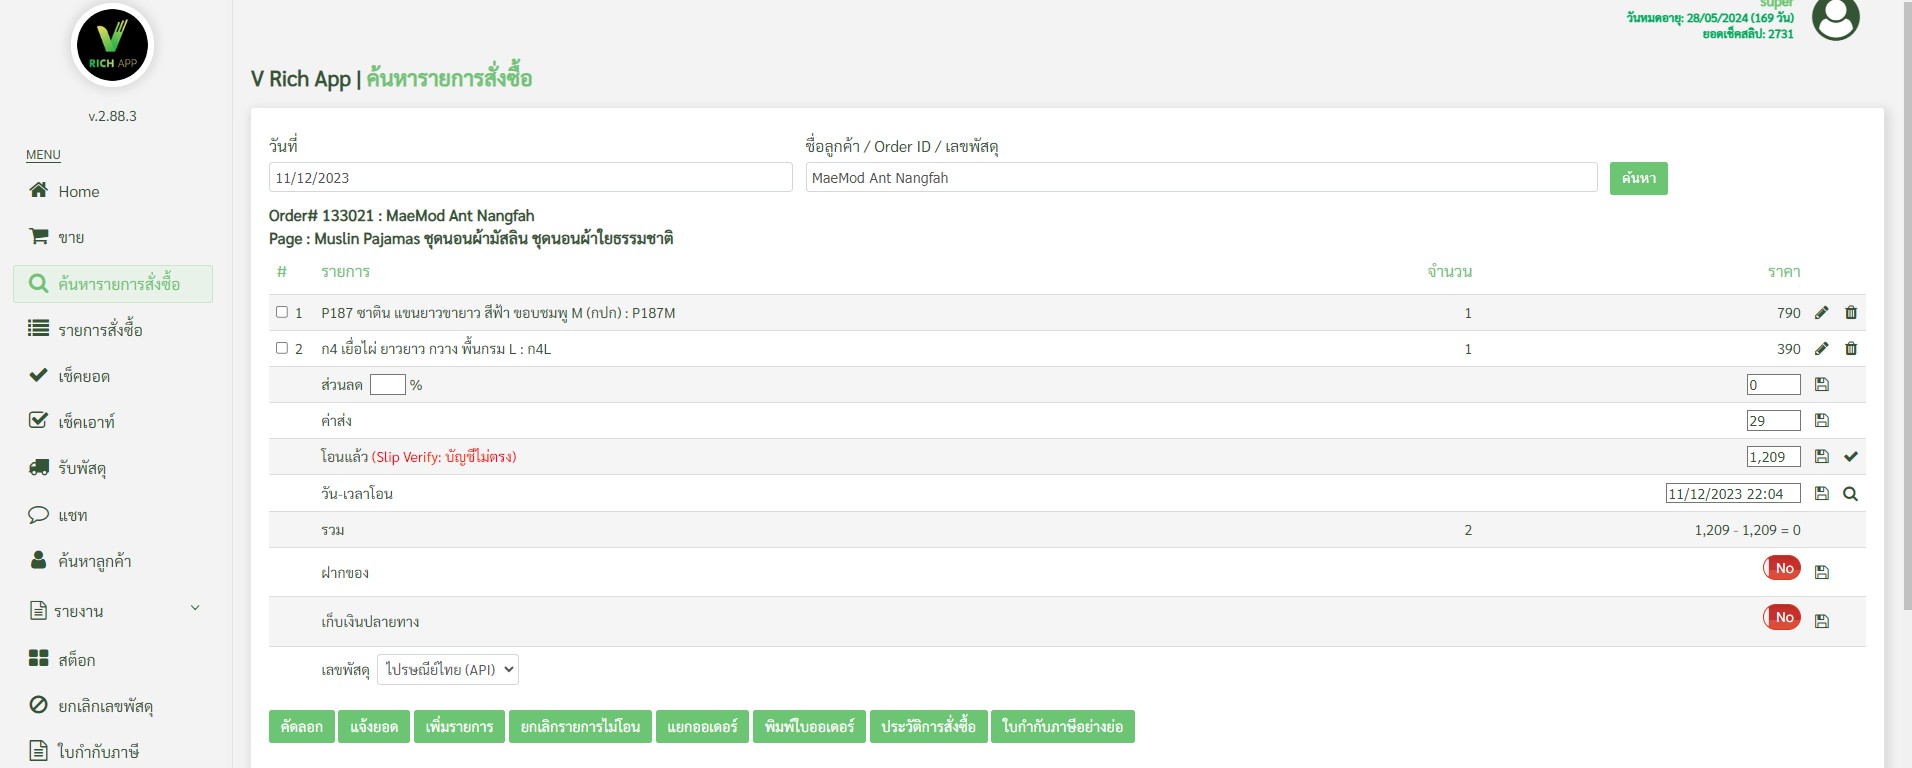 super
วันหมดอายุ: 28/05/2024 (169 วัน)
ยอดเช็คสลิป: 2731
V
RICH APP
v.2.88.3
MENU
Home
ขาย
ค้นหารายการสั่งซื้อ
รายการสั่งซื้อ
เช็คยอด
เช็คเอาท์
รับพัสดุ
แชท
ค้นหาลูกค้า
รายงาน
สต็อก
ยกเลิกเลขพัสดุ
ใบกำกับภาษี
V Rich App | ค้นหารายการสั่งซื้อ
วันที่ ชื่อลูกค้า / Order ID / เลขพัสดุ
11/12/2023 MaeMod Ant Nangfah ค้นหา
Order# 133021 : MaeMod Ant Nangfah
Page : Muslin Pajamas ชุดนอนผ้ามัสลิน ชุดนอนผ้าใยธรรมชาติ
# รายการ จำนวน ราคา
1 P187 ซาติน แขนยาวขายาว สีฟ้า ขอบชมพู M (กปก) : P187M 1 790
2 ก4 เยื่อไผ่ ยาวยาว กวาง พื้นกรม L : ก4L 1 390
ส่วนลด % 0
ค่าส่ง 29
โอนแล้ว (Slip Verify: บัญชีไม่ตรง) 1,209
วัน-เวลาโอน 11/12/2023 22:04
รวม 2 1,209 - 1,209 = 0
ฝากของ No
เก็บเงินปลายทาง No
เลขพัสดุ ไปรษณีย์ไทย (API)
คัดลอก แจ้งยอด เพิ่มรายการ ยกเลิกรายการไม่โอน แยกออเดอร์ พิมพ์ใบออเดอร์ ประวัติการสั่งซื้อ ใบกำกับภาษีอย่างย่อ